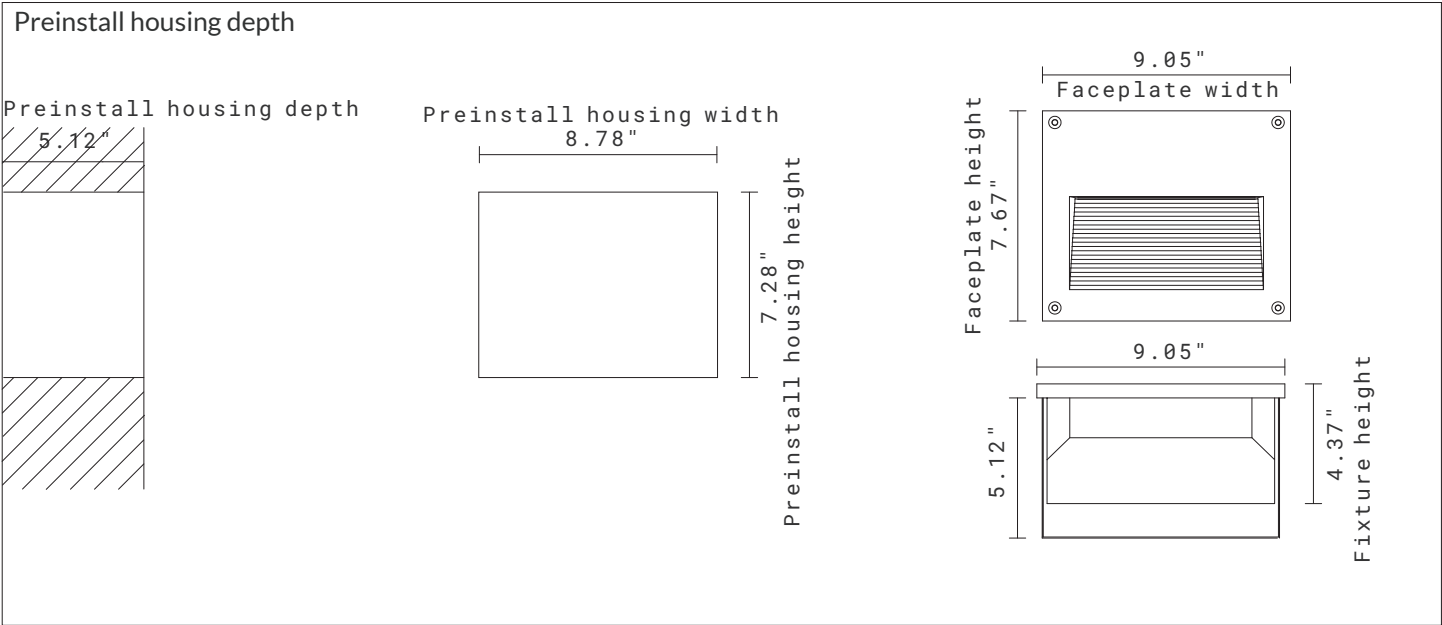 Preinstall housing depth
Preinstall housing depth
5.12"
Preinstall housing width
8.78"
7.28"
Preinstall housing height
9.05"
Faceplate width
Faceplate height
7.67"
9.05"
5.12"
4.37"
Fixture height